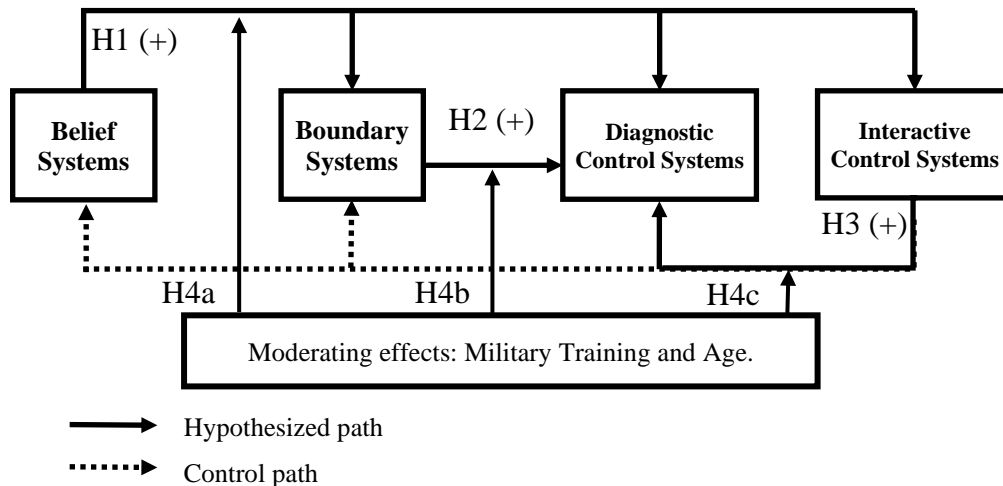 H1 (+)
Belief
Systems
Boundary
Systems
H2 (+)
Diagnostic
Control Systems
Interactive
Control Systems
H3 (+)
H4a
H4b
H4c
Moderating effects: Military Training and Age.
Hypothesized path
Control path